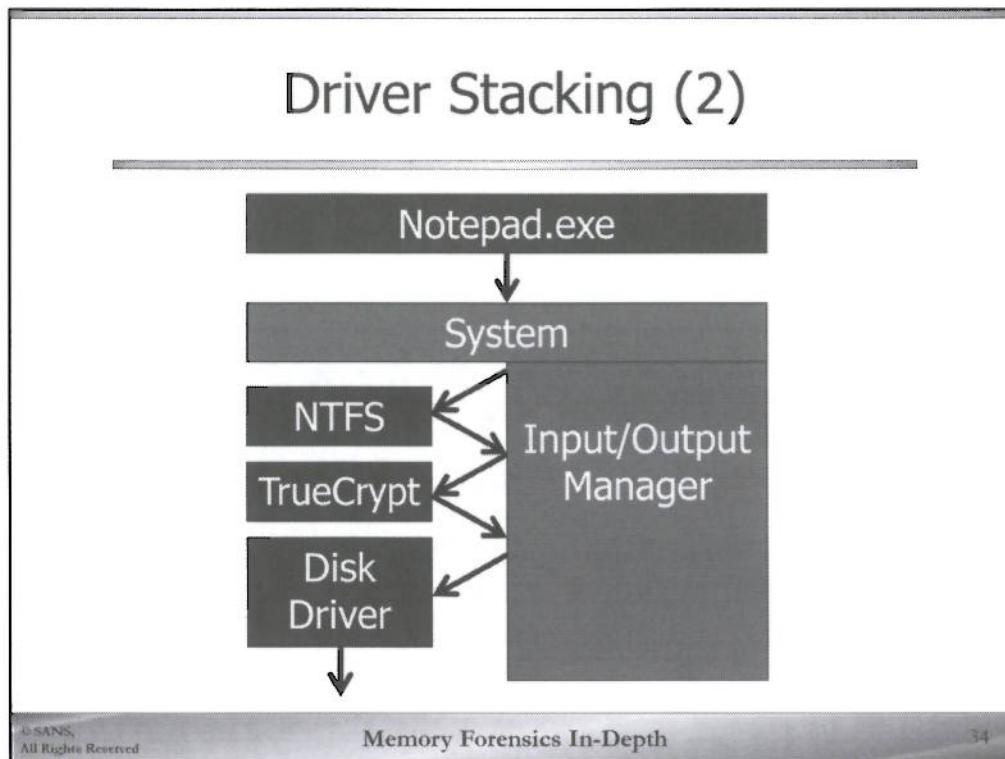 Driver Stacking (2)
Notepad.exe
System
NTFS
Input/Output
Manager
TrueCrypt
Disk
Driver
© SANS,
All Rights Reserved
Memory Forensics In-Depth
34